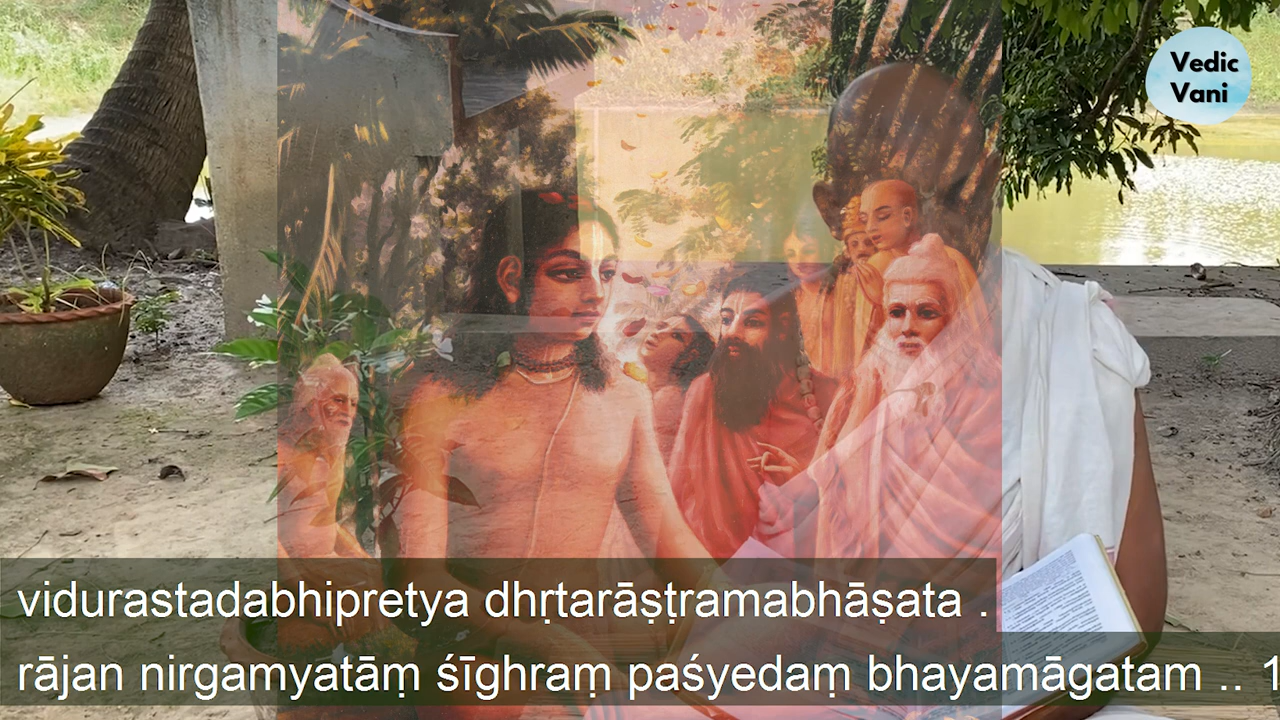 Vedic
Vani
vidurastadabhipretya dhṛtarāṣṭramabhāṣata .
rājan nirgamyatāṃ śīghraṃ paśyedaṃ bhayamāgatam .. 1